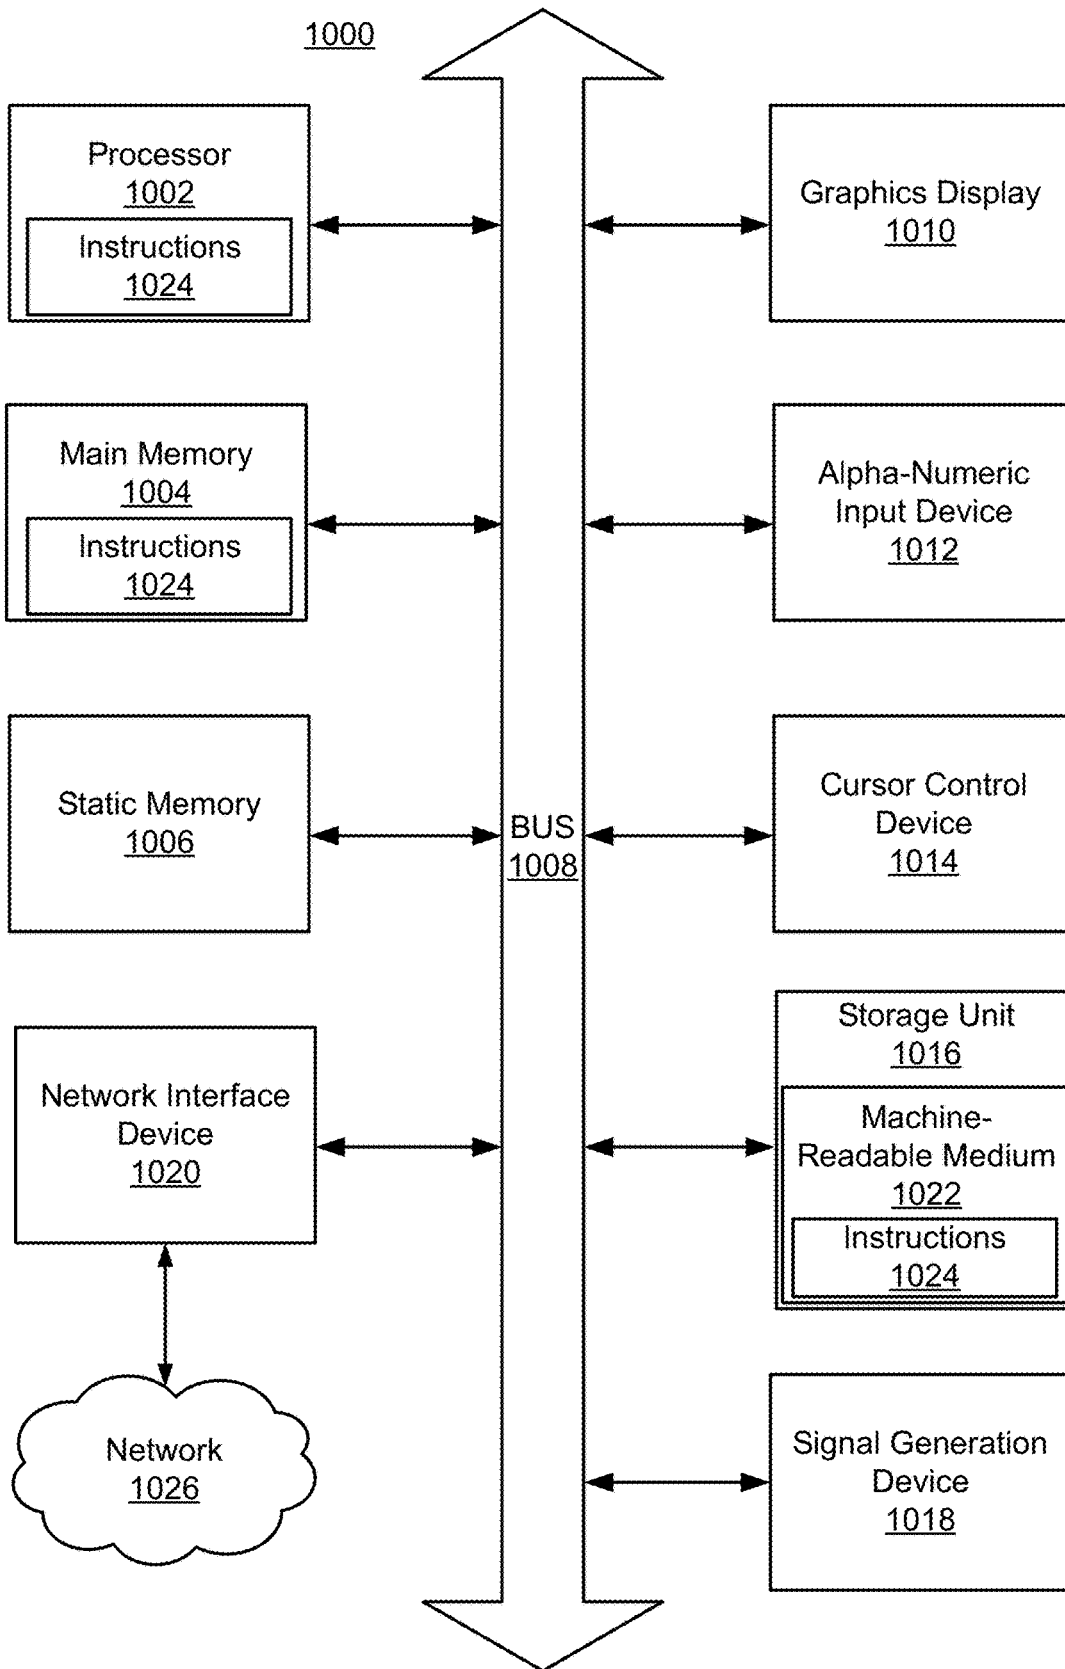 1000
Processor
1002
Instructions
1024
Main Memory
1004
Instructions
1024
Static Memory
1006
Network Interface
Device
1020
Network
1026
BUS
1008
Graphics Display
1010
Alpha-Numeric
Input Device
1012
Cursor Control
Device
1014
Storage Unit
1016
Machine-
Readable Medium
1022
Instructions
1024
Signal Generation
Device
1018